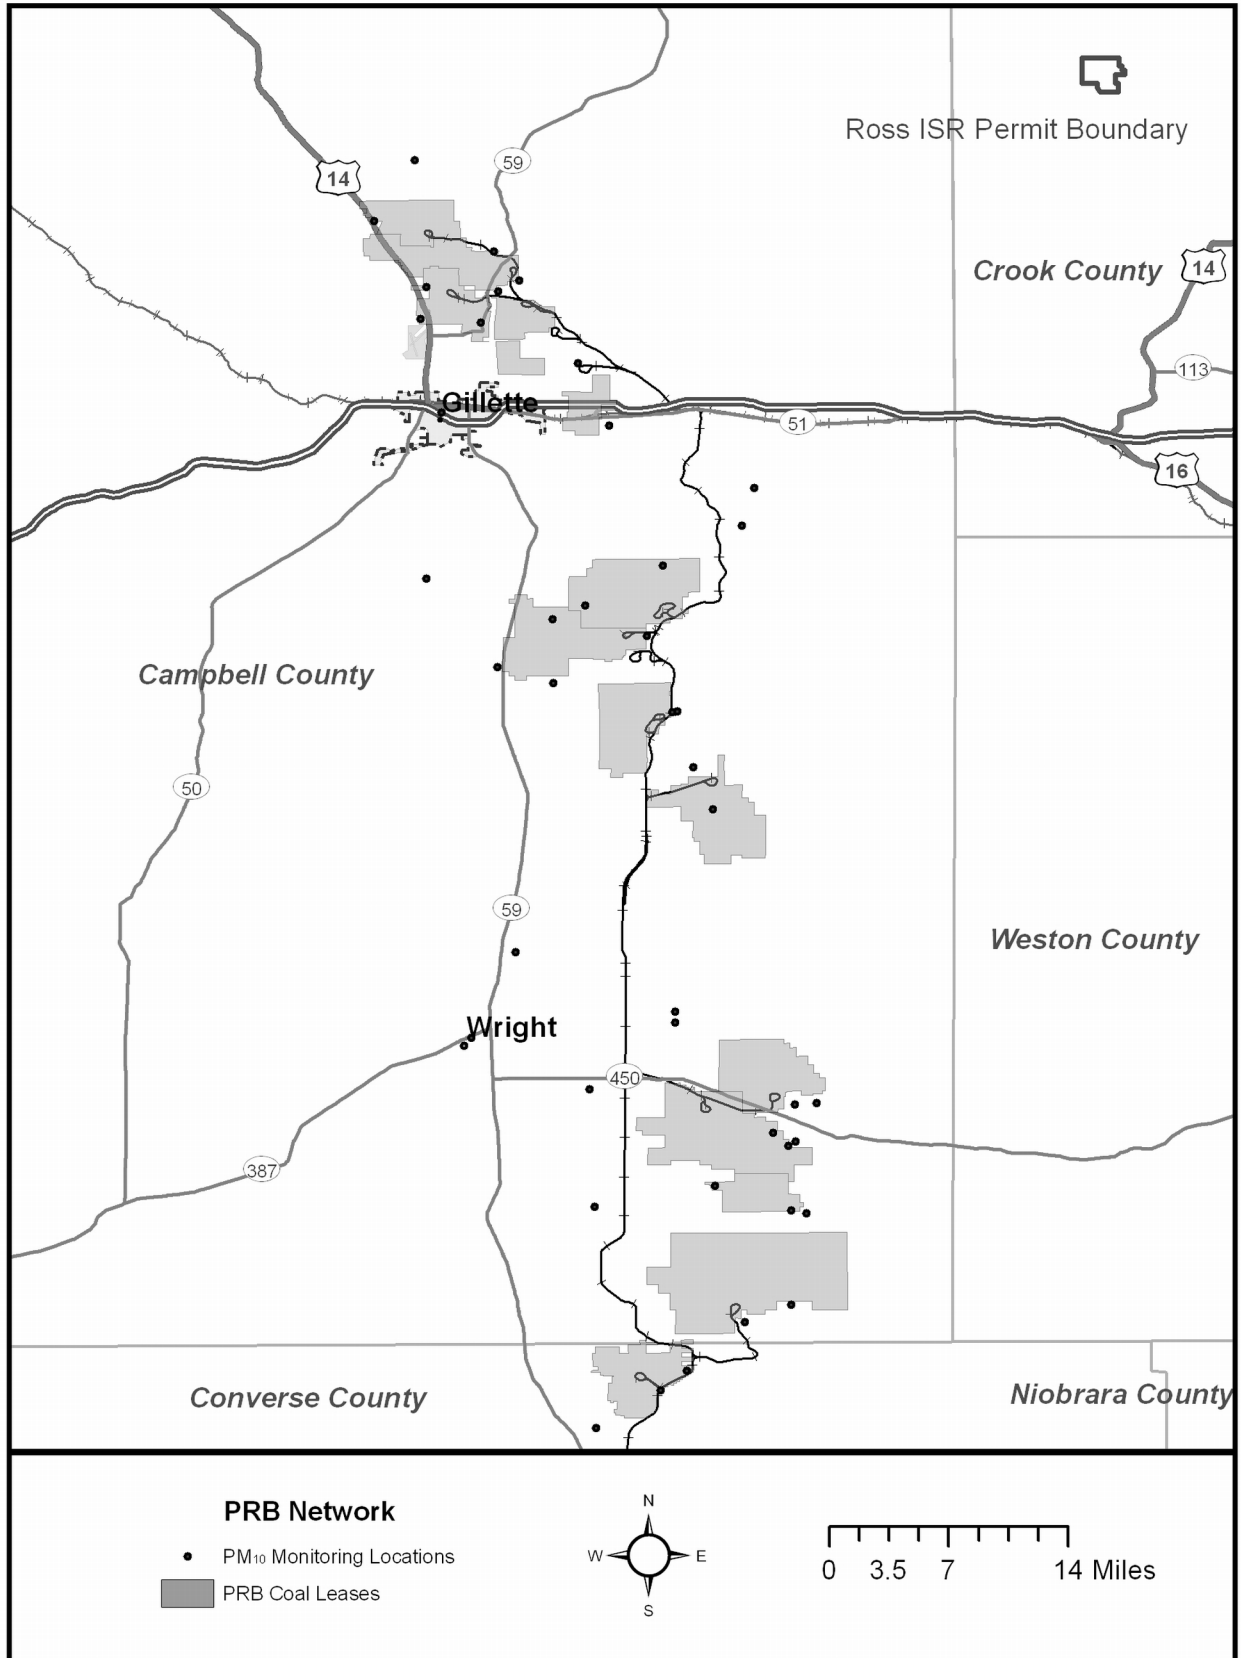 Ross ISR Permit Boundary
59
14
14
Crook County
113
Gillette
51
16
Campbell County
50
59
Weston County
Wright
450
387
Converse County
Niobrara County
PRB Network
PM10 Monitoring Locations
PRB Coal Leases
N
W E
S
0 3.5 7 14 Miles